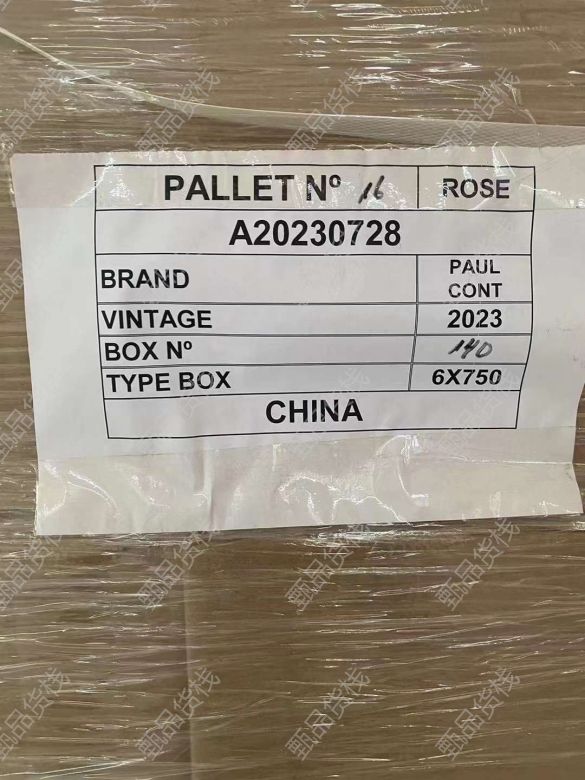 PALLET Nº 16 ROSE
A20230728
BRAND PAUL CONT
VINTAGE 2023
BOX Nº 140
TYPE BOX 6X750
CHINA
甄品货栈